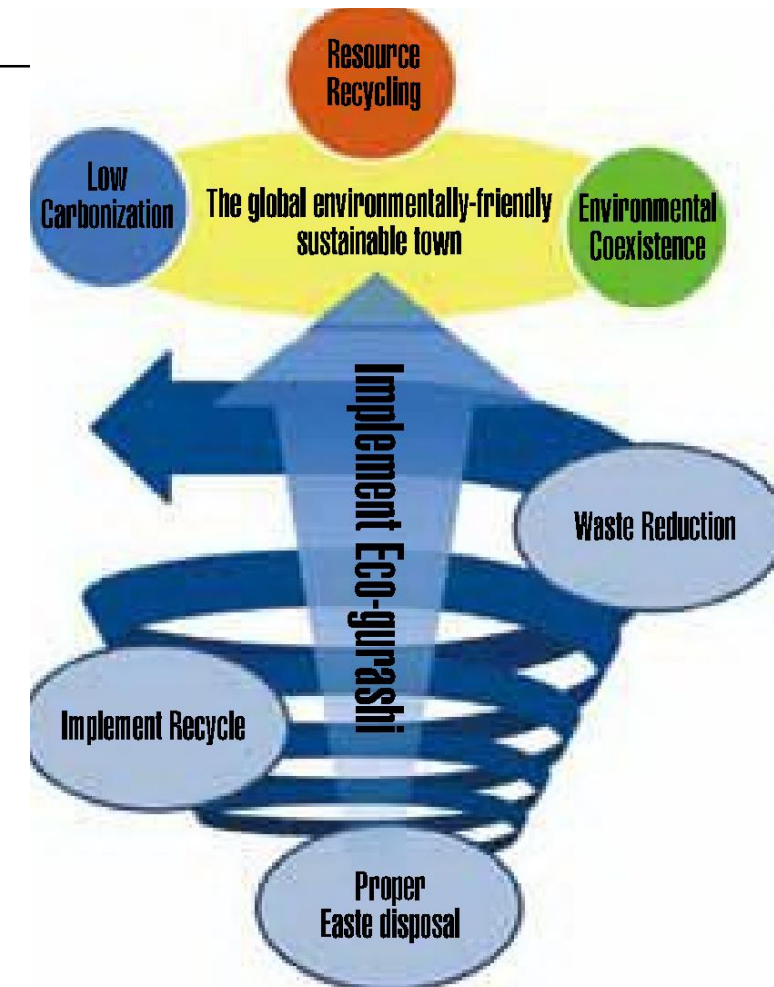 Resource
Recycling
Low
Carbonization
The global environmentally-friendly
sustainable town
Environmental
Coexistence
Implement Eco-gurashi
Waste Reduction
Implement Recycle
Proper
Easte disposal